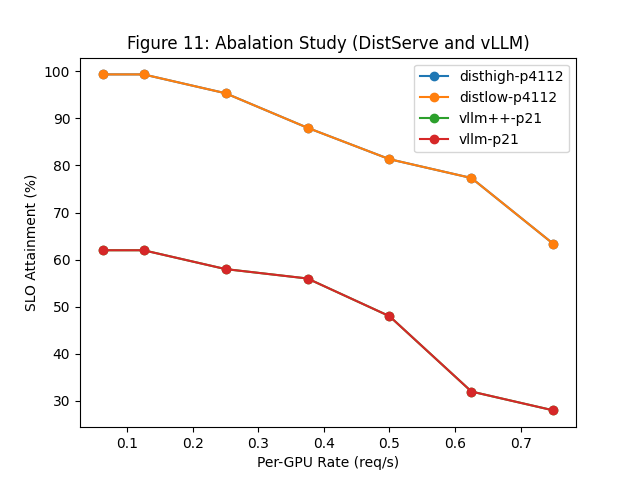 Figure 11: Abalation Study (DistServe and vLLM)
disthigh-p4112
distlow-p4112
vllm++-p21
vllm-p21
SLO Attainment (%)
100
90
80
70
60
50
40
30
0.1 0.2 0.3 0.4 0.5 0.6 0.7
Per-GPU Rate (req/s)